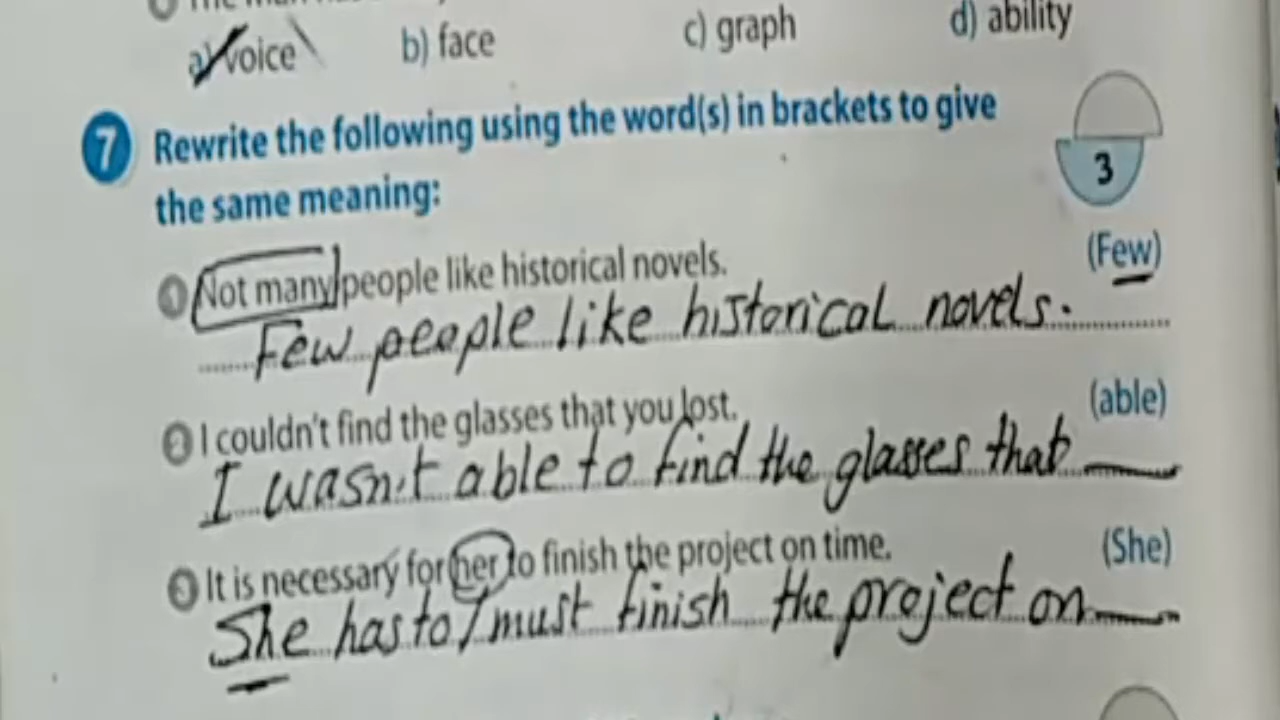 a) voice b) face c) graph d) ability
7 Rewrite the following using the word(s) in brackets to give
the same meaning:
3
1 Not many people like historical novels. (Few)
Few people like historical novels.
2 I couldn't find the glasses that you lost. (able)
I wasn't able to find the glasses that
3 It is necessary for her to finish the project on time. (She)
She has to / must finish the project on